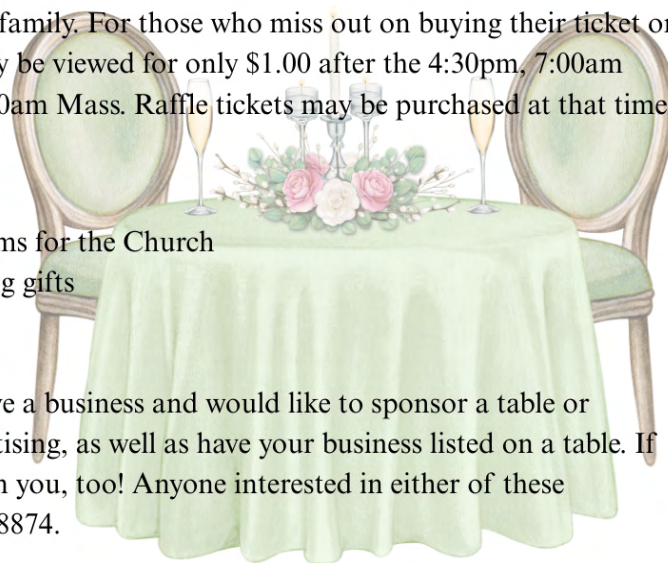 family. For those who miss out on buying their ticket or
be viewed for only $1.00 after the 4:30pm, 7:00am
0am Mass. Raffle tickets may be purchased at that time
ms for the Church
g gifts
e a business and would like to sponsor a table or
tising, as well as have your business listed on a table. If
you, too! Anyone interested in either of these
8874.